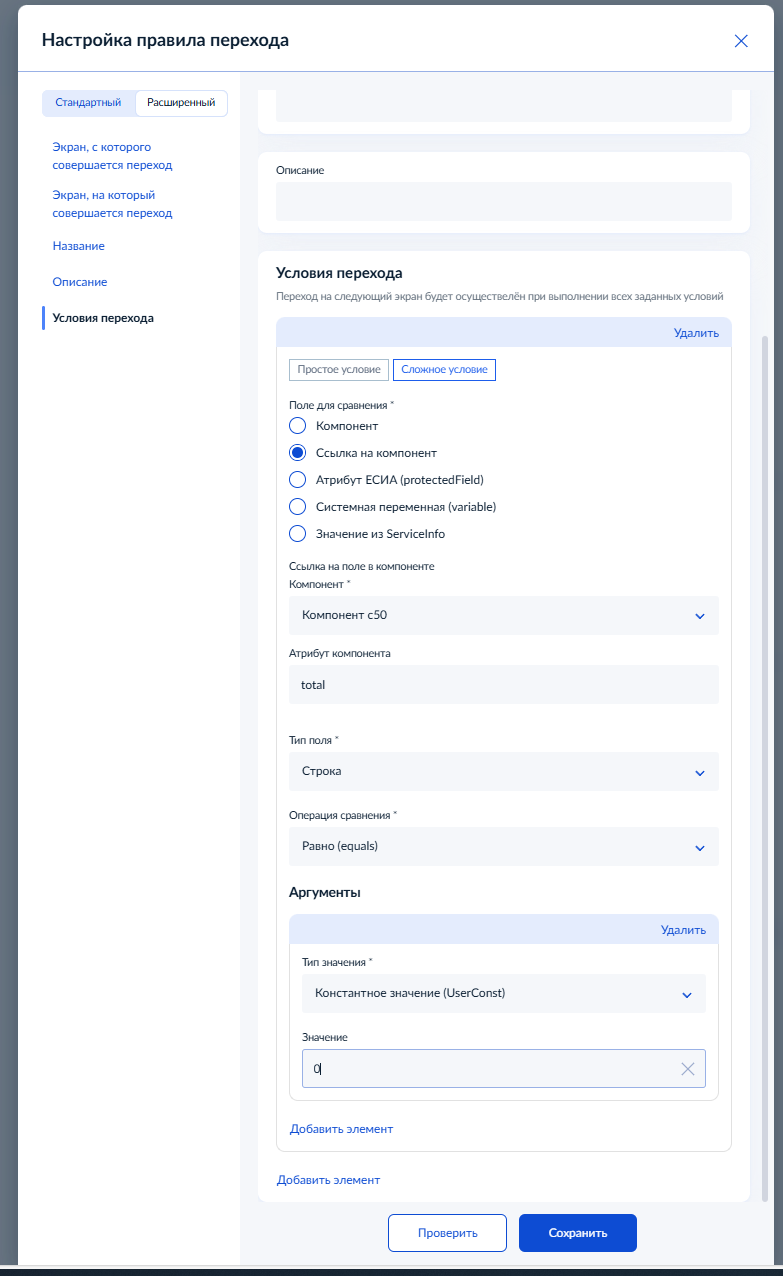 Настройка правила перехода
Стандартный
Расширенный
Экран, с которого
совершается переход
Экран, на который
совершается переход
Название
Описание
Условия перехода
Описание
Условия перехода
Переход на следующий экран будет осуществелён при выполнении всех заданных условий
Удалить
Простое условие
Сложное условие
Поле для сравнения *
Компонент
Ссылка на компонент
Атрибут ЕСИА (protectedField)
Системная переменная (variable)
Значение из ServiceInfo
Ссылка на поле в компоненте
Компонент *
Компонент c50
Атрибут компонента
total
Тип поля *
Строка
Операция сравнения *
Равно (equals)
Аргументы
Удалить
Тип значения *
Константное значение (UserConst)
Значение
0
Добавить элемент
Добавить элемент
Проверить
Сохранить